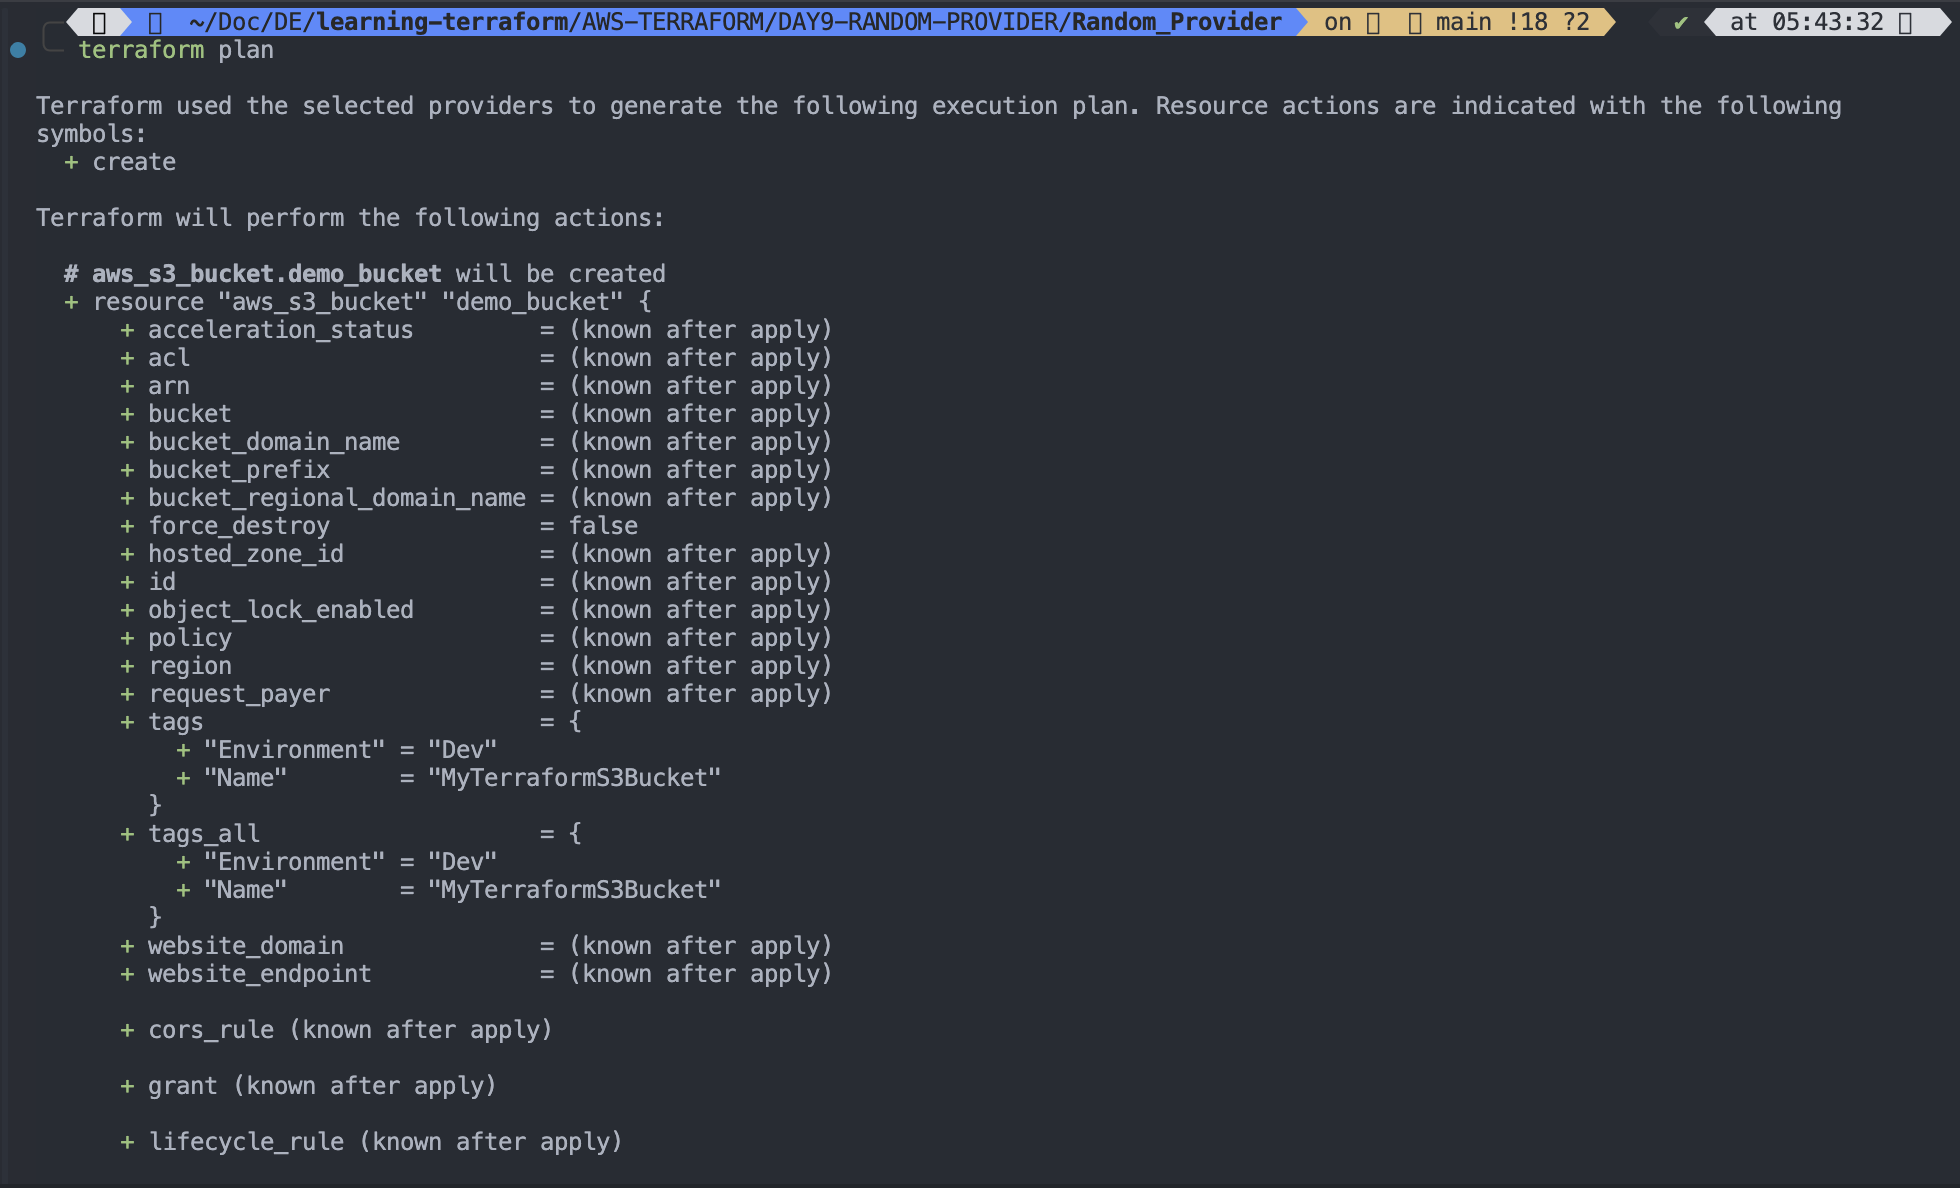 ~/Doc/DE/learning-terraform/AWS-TERRAFORM/DAY9-RANDOM-PROVIDER/Random_Provider on main !18 ?2 ✔ at 05:43:32
terraform plan
Terraform used the selected providers to generate the following execution plan. Resource actions are indicated with the following
symbols:
+ create
Terraform will perform the following actions:
# aws_s3_bucket.demo_bucket will be created
+ resource "aws_s3_bucket" "demo_bucket" {
+ acceleration_status = (known after apply)
+ acl = (known after apply)
+ arn = (known after apply)
+ bucket = (known after apply)
+ bucket_domain_name = (known after apply)
+ bucket_prefix = (known after apply)
+ bucket_regional_domain_name = (known after apply)
+ force_destroy = false
+ hosted_zone_id = (known after apply)
+ id = (known after apply)
+ object_lock_enabled = (known after apply)
+ policy = (known after apply)
+ region = (known after apply)
+ request_payer = (known after apply)
+ tags = {
+ "Environment" = "Dev"
+ "Name" = "MyTerraformS3Bucket"
}
+ tags_all = {
+ "Environment" = "Dev"
+ "Name" = "MyTerraformS3Bucket"
}
+ website_domain = (known after apply)
+ website_endpoint = (known after apply)
+ cors_rule (known after apply)
+ grant (known after apply)
+ lifecycle_rule (known after apply)